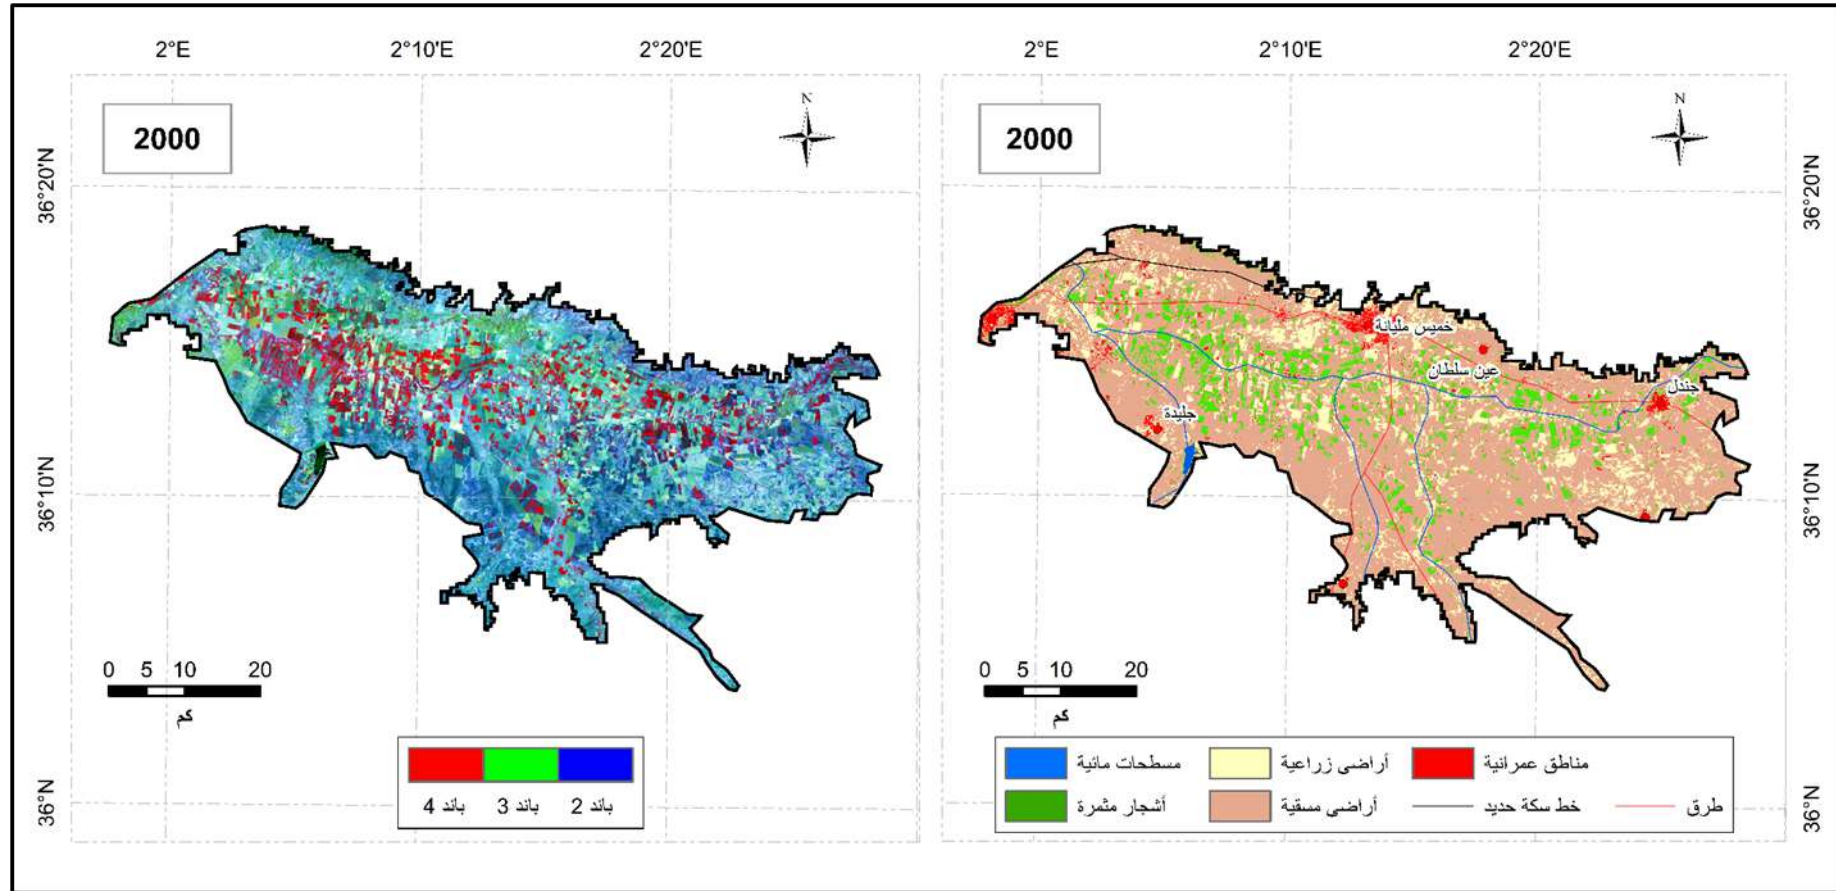 2°E 2°10'E 2°20'E
2000
N
36°20'N
36°10'N
36°N
0 5 10 20
كم
باند 4 باند 3 باند 2
2°E 2°10'E 2°20'E
2000
N
36°20'N
36°10'N
36°N
خميس مليانة
عين سلطان
جندل
جليدة
0 5 10 20
كم
مسطحات مائية أراضي زراعية مناطق عمرانية
أشجار مثمرة أراضي مسقية خط سكة حديد طرق